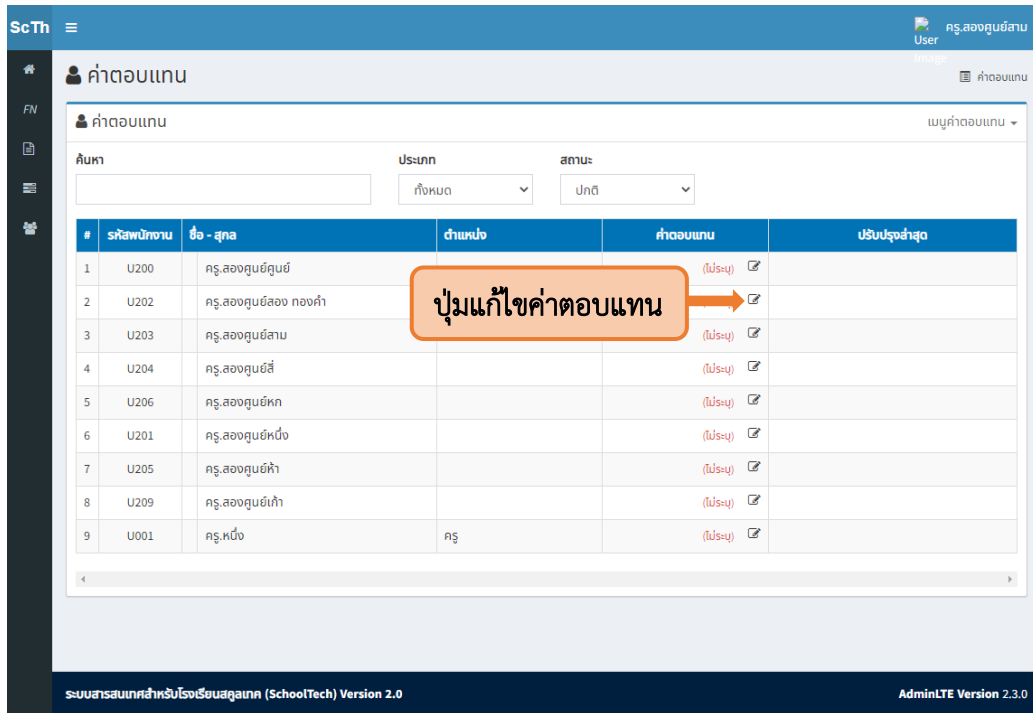 ScTh
User Image
ครู.สองศูนย์สาม
FN
ค่าตอบแทน
ค่าตอบแทน
ค่าตอบแทน
เมนูค่าตอบแทน
ค้นหา ประเภท สถานะ
ทั้งหมด ปกติ
# รหัสพนักงาน ชื่อ - สกุล ตำแหน่ง ค่าตอบแทน ปรับปรุงล่าสุด
1 U200 ครู.สองศูนย์ศูนย์ (ไม่ระบุ)
2 U202 ครู.สองศูนย์สอง ทองคำ
ปุ่มแก้ไขค่าตอบแทน
3 U203 ครู.สองศูนย์สาม (ไม่ระบุ)
4 U204 ครู.สองศูนย์สี่ (ไม่ระบุ)
5 U206 ครู.สองศูนย์หก (ไม่ระบุ)
6 U201 ครู.สองศูนย์หนึ่ง (ไม่ระบุ)
7 U205 ครู.สองศูนย์ห้า (ไม่ระบุ)
8 U209 ครู.สองศูนย์เก้า (ไม่ระบุ)
9 U001 ครู.หนึ่ง ครู (ไม่ระบุ)
ระบบสารสนเทศสำหรับโรงเรียนสคูลเทค (SchoolTech) Version 2.0
AdminLTE Version 2.3.0